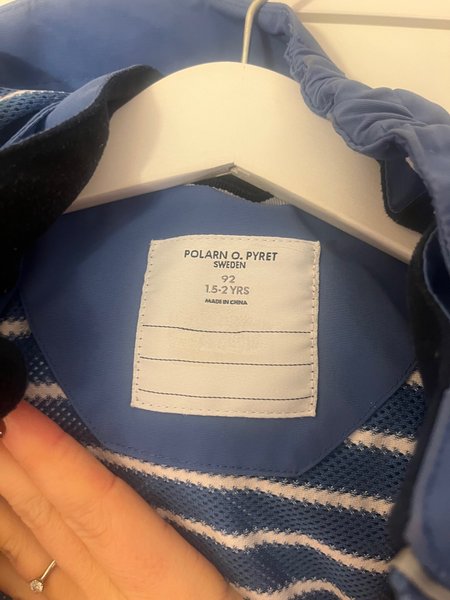 POLARN O. PYRET
SWEDEN
92
1.5-2 YRS
MADE IN CHINA